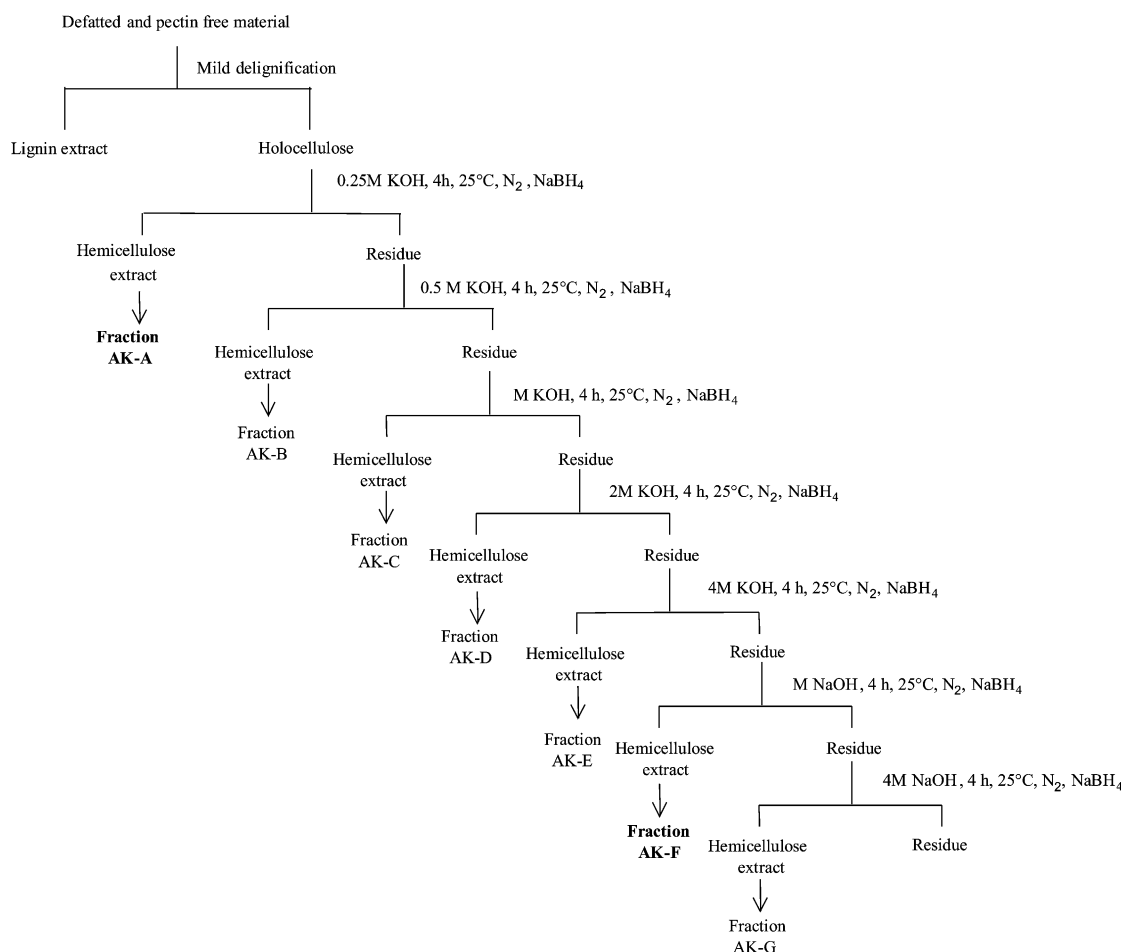 Defatted and pectin free material
Mild delignification
Lignin extract
Holocellulose
0.25M KOH, 4h, 25°C, N2 , NaBH4
Hemicellulose
extract
Residue
Fraction
AK-A
0.5 M KOH, 4 h, 25°C, N2 , NaBH4
Hemicellulose
extract
Residue
Fraction
AK-B
M KOH, 4 h, 25°C, N2 , NaBH4
Hemicellulose
extract
Residue
Fraction
AK-C
2M KOH, 4 h, 25°C, N2, NaBH4
Hemicellulose
extract
Residue
Fraction
AK-D
4M KOH, 4 h, 25°C, N2, NaBH4
Hemicellulose
extract
Residue
Fraction
AK-E
M NaOH, 4 h, 25°C, N2, NaBH4
Hemicellulose
extract
Residue
Fraction
AK-F
4M NaOH, 4 h, 25°C, N2, NaBH4
Hemicellulose
extract
Residue
Fraction
AK-G